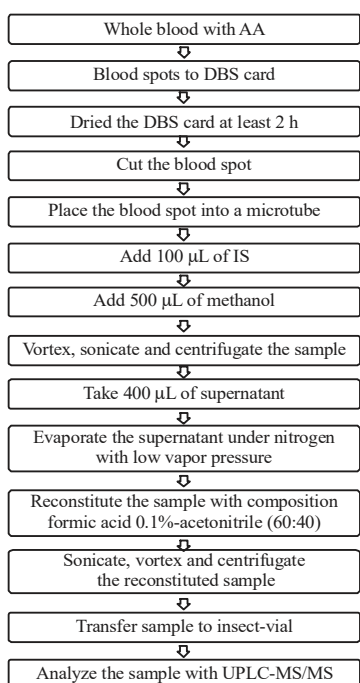 Whole blood with AA
Blood spots to DBS card
Dried the DBS card at least 2 h
Cut the blood spot
Place the blood spot into a microtube
Add 100 μL of IS
Add 500 μL of methanol
Vortex, sonicate and centrifugate the sample
Take 400 μL of supernatant
Evaporate the supernatant under nitrogen
with low vapor pressure
Reconstitute the sample with composition
formic acid 0.1%-acetonitrile (60:40)
Sonicate, vortex and centrifugate
the reconstituted sample
Transfer sample to insect-vial
Analyze the sample with UPLC-MS/MS